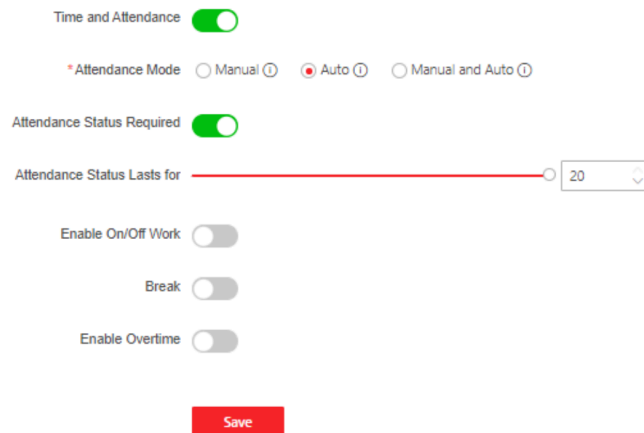 Time and Attendance
*Attendance Mode Manual Auto Manual and Auto
Attendance Status Required
Attendance Status Lasts for 20
Enable On/Off Work
Break
Enable Overtime
Save